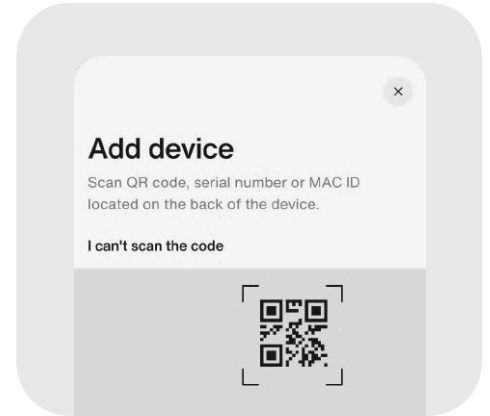 Add device
Scan QR code, serial number or MAC ID
located on the back of the device.
I can't scan the code